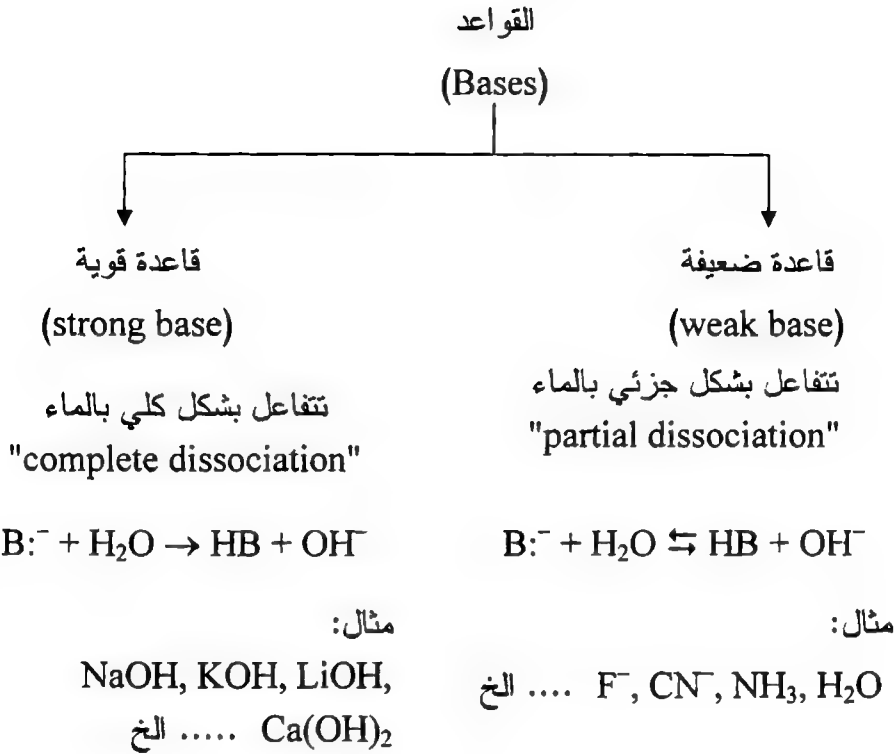 القواعد
(Bases)
قاعدة قوية
(strong base)
تتفاعل بشكل كلي بالماء
"complete dissociation"
B:⁻ + H₂O → HB + OH⁻
مثال:
NaOH, KOH, LiOH,
Ca(OH)₂ ..... الخ
قاعدة ضعيفة
(weak base)
تتفاعل بشكل جزئي بالماء
"partial dissociation"
B:⁻ + H₂O ⇆ HB + OH⁻
مثال:
F⁻, CN⁻, NH₃, H₂O .... الخ